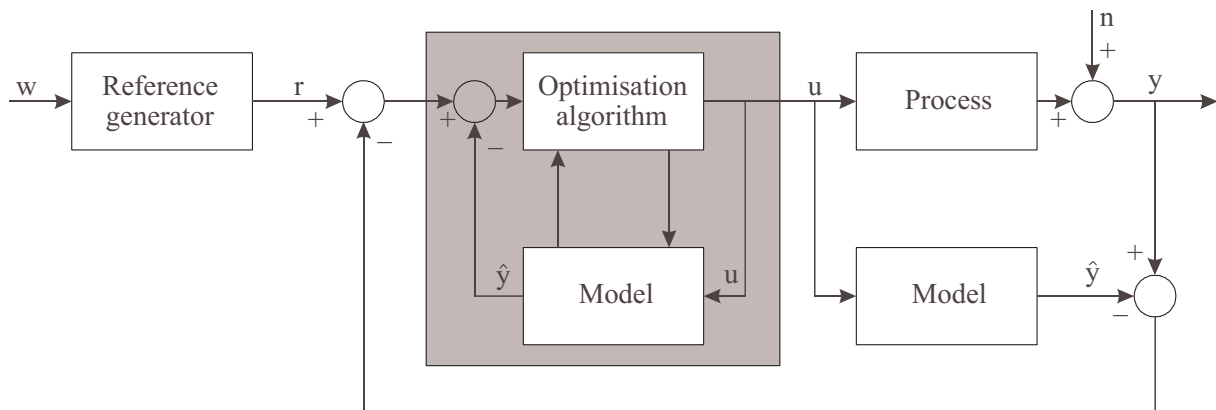 n
w
Reference
generator
r
+
−
+
−
Optimisation
algorithm
u
Process
+
+
y
ŷ
Model
u
Model
ŷ
+
−